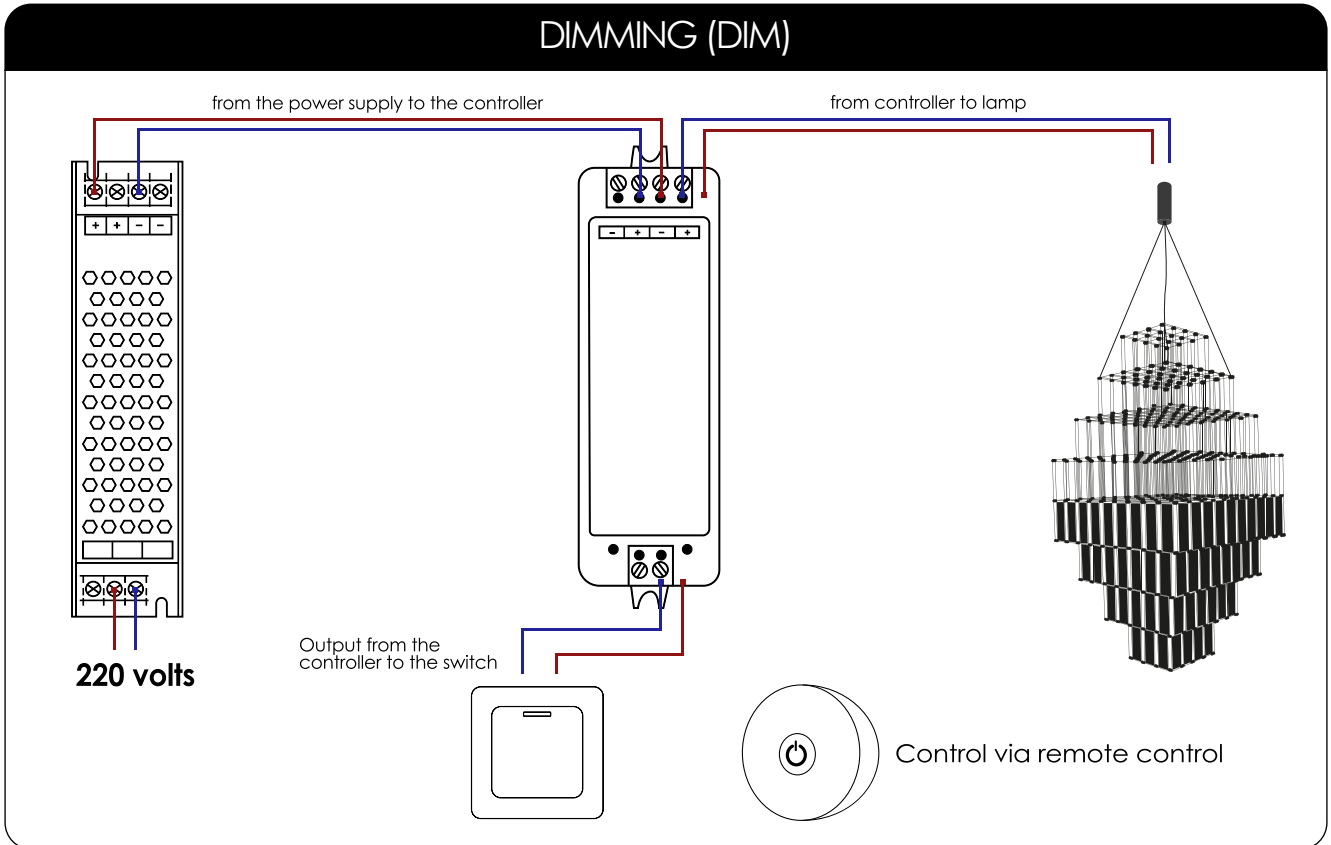 DIMMING (DIM)
from the power supply to the controller
from controller to lamp
+ + − −
− + − +
Output from the
controller to the switch
220 volts
Control via remote control